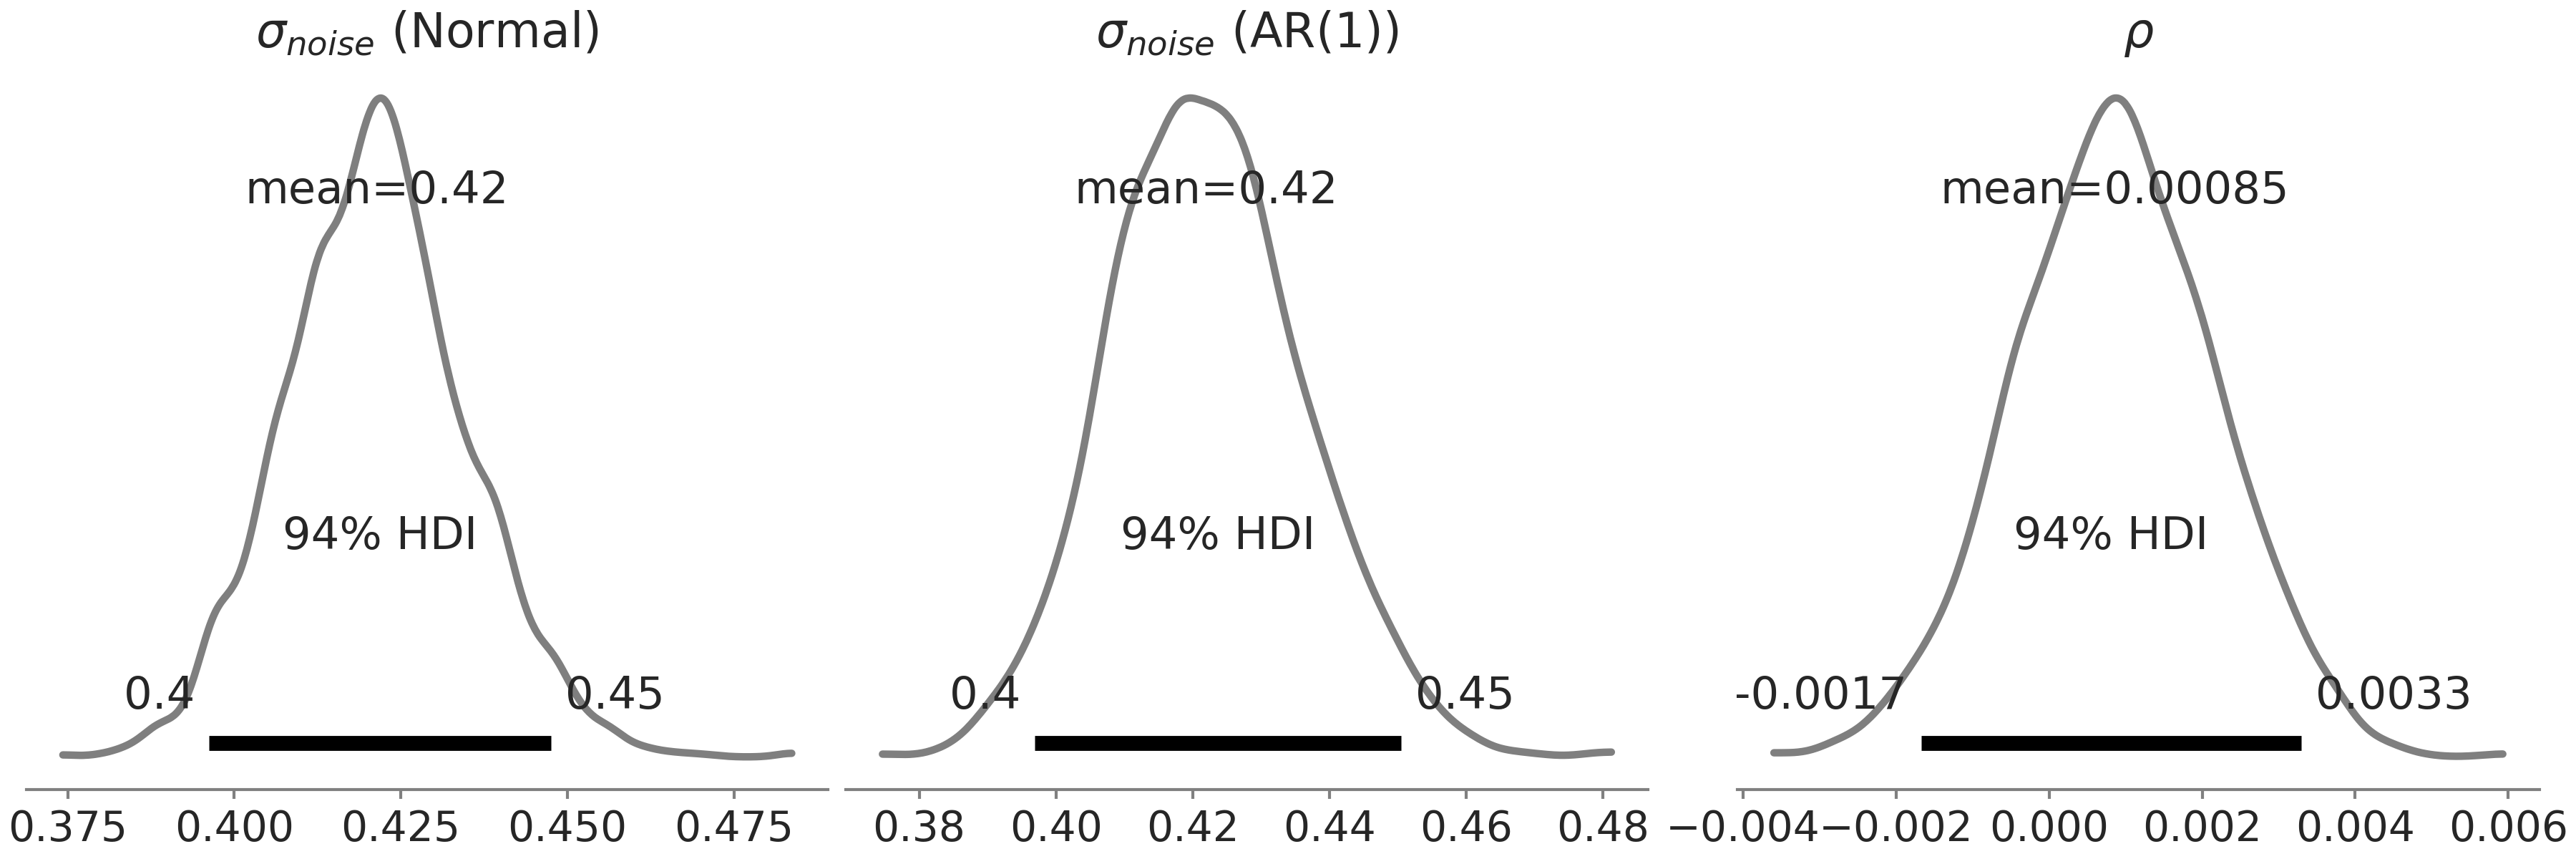 σnoise (Normal)
mean=0.42
94% HDI
0.4 0.45
0.375 0.400 0.425 0.450 0.475
σnoise (AR(1))
mean=0.42
94% HDI
0.4 0.45
0.38 0.40 0.42 0.44 0.46 0.48
ρ
mean=0.00085
94% HDI
-0.0017 0.0033
−0.004 −0.002 0.000 0.002 0.004 0.006